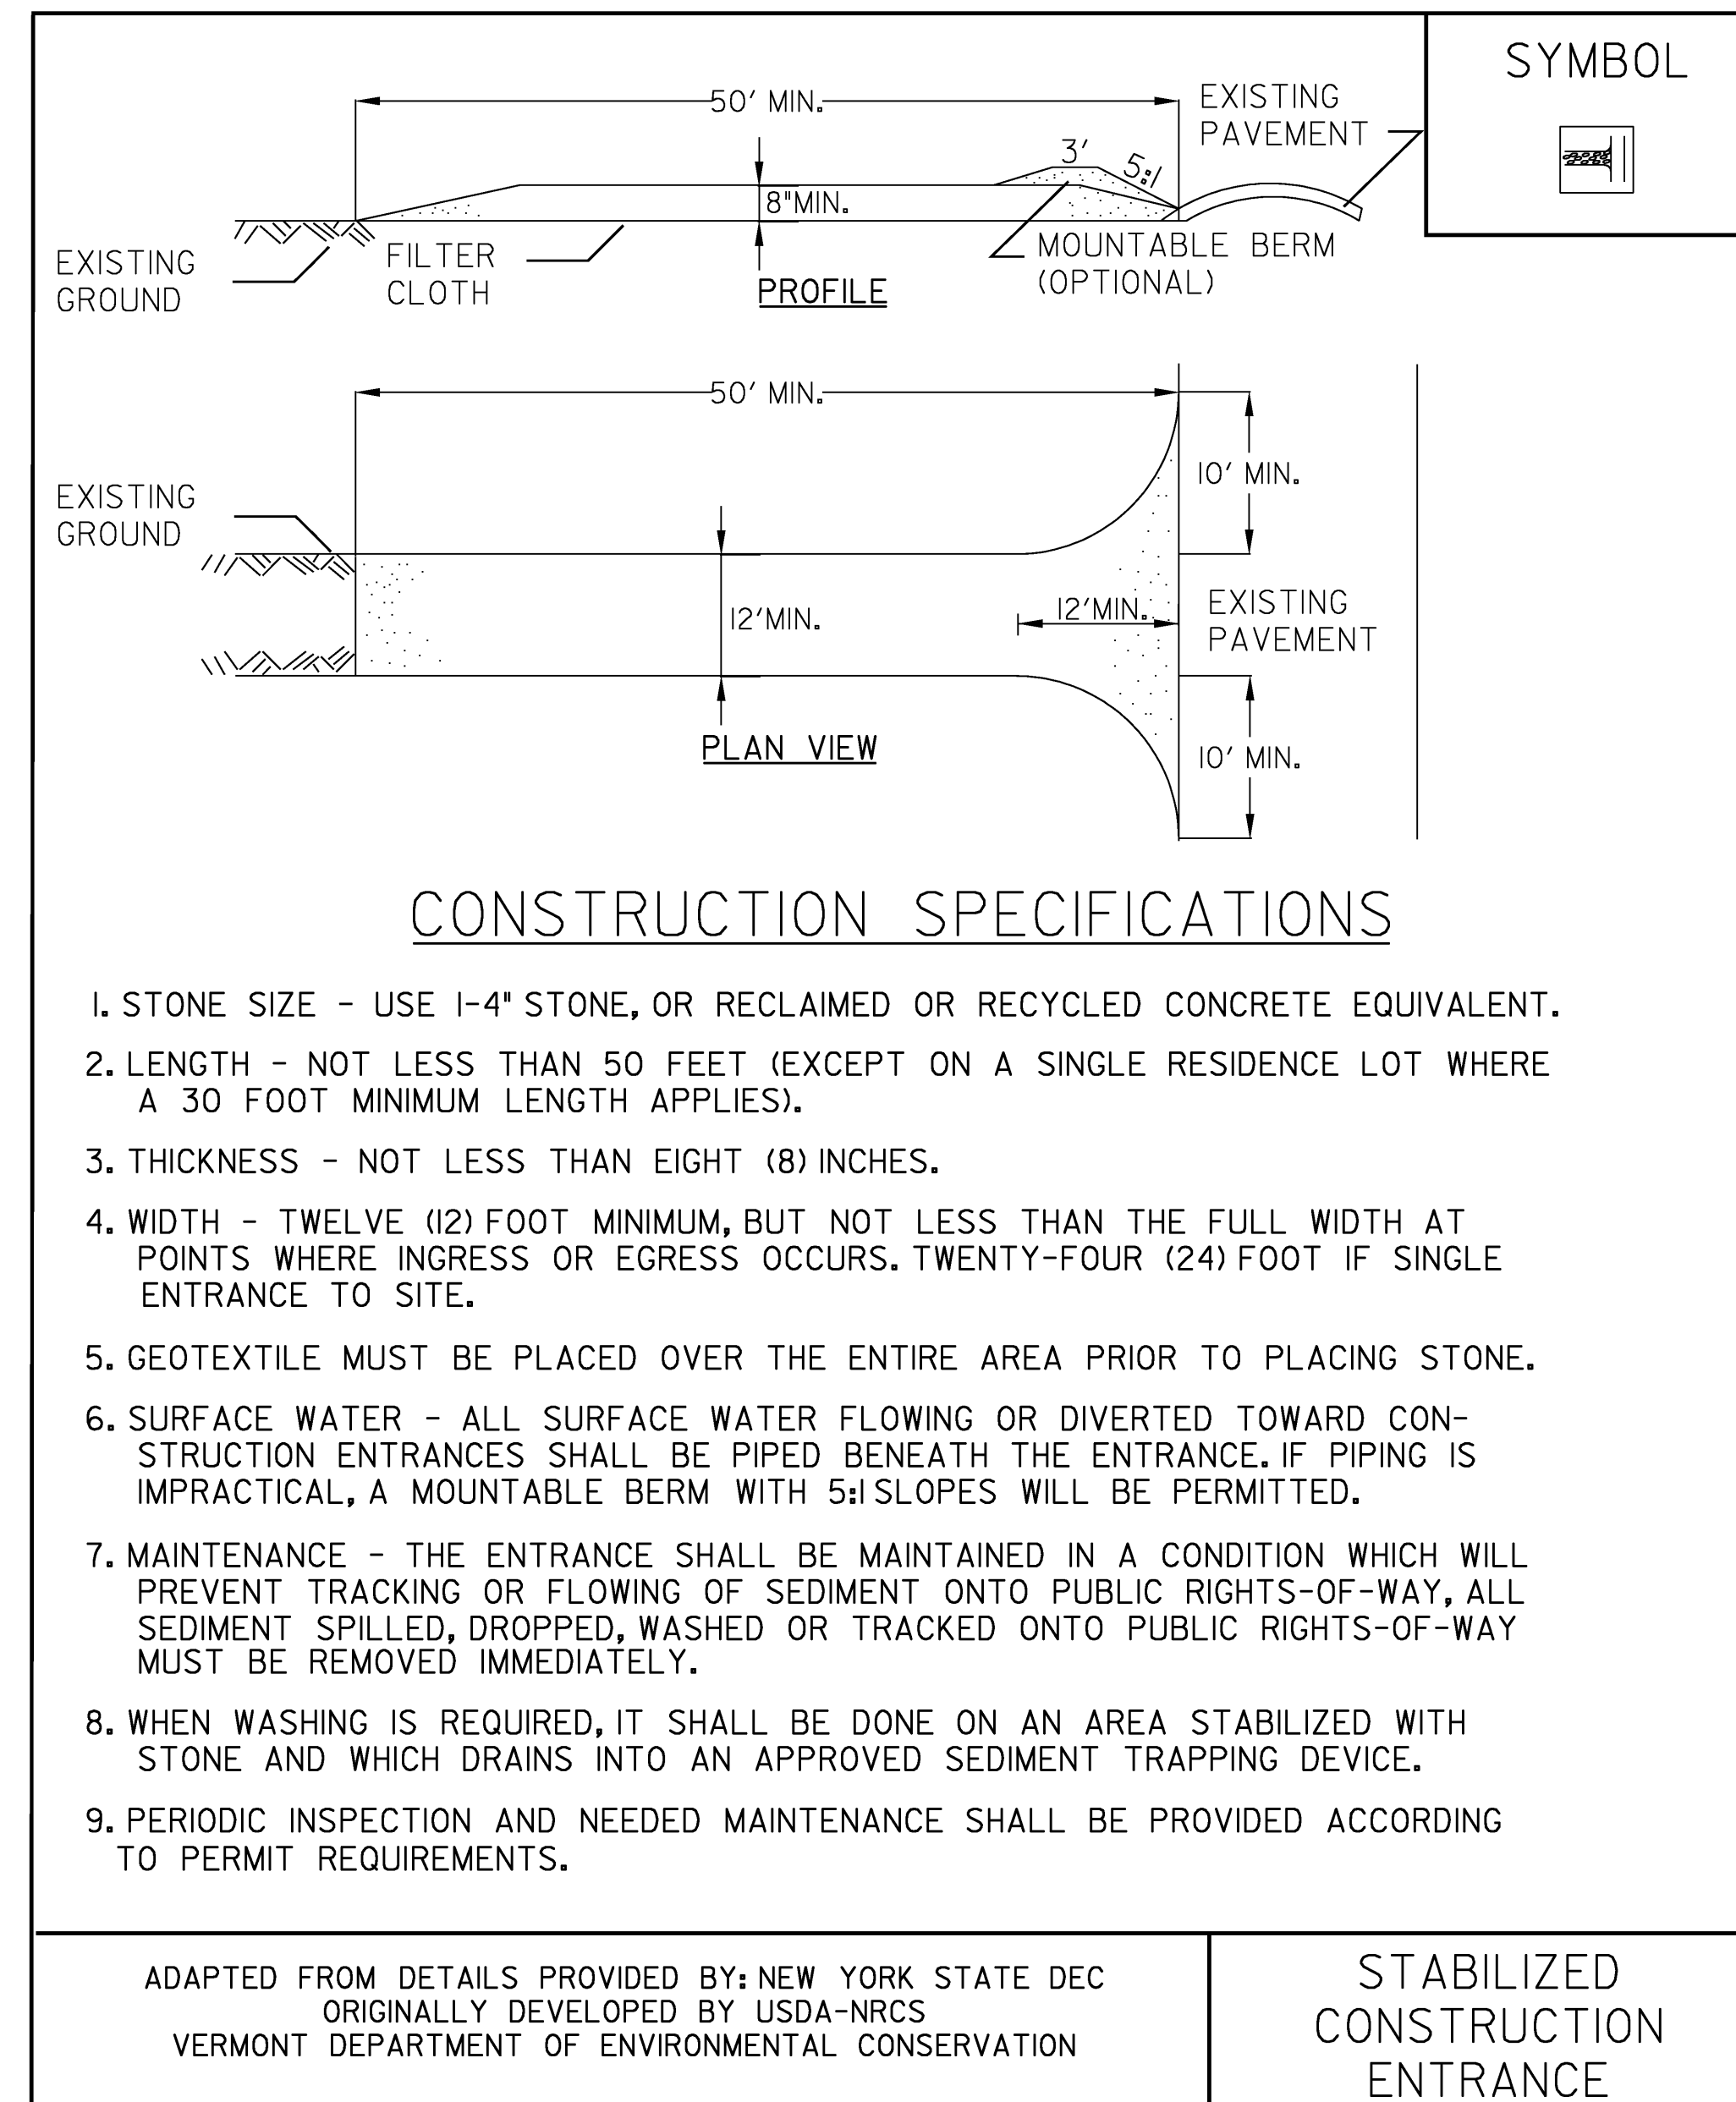 SYMBOL
50' MIN.
EXISTING
PAVEMENT
3'
5:1
8"MIN.
EXISTING
GROUND
FILTER
CLOTH
MOUNTABLE BERM
(OPTIONAL)
PROFILE
50' MIN.
10' MIN.
EXISTING
GROUND
12'MIN.
12'MIN.
EXISTING
PAVEMENT
10' MIN.
PLAN VIEW
CONSTRUCTION SPECIFICATIONS
1. STONE SIZE - USE 1-4" STONE, OR RECLAIMED OR RECYCLED CONCRETE EQUIVALENT.
2. LENGTH - NOT LESS THAN 50 FEET (EXCEPT ON A SINGLE RESIDENCE LOT WHERE
A 30 FOOT MINIMUM LENGTH APPLIES).
3. THICKNESS - NOT LESS THAN EIGHT (8) INCHES.
4. WIDTH - TWELVE (12) FOOT MINIMUM, BUT NOT LESS THAN THE FULL WIDTH AT
POINTS WHERE INGRESS OR EGRESS OCCURS. TWENTY-FOUR (24) FOOT IF SINGLE
ENTRANCE TO SITE.
5. GEOTEXTILE MUST BE PLACED OVER THE ENTIRE AREA PRIOR TO PLACING STONE.
6. SURFACE WATER - ALL SURFACE WATER FLOWING OR DIVERTED TOWARD CON-
STRUCTION ENTRANCES SHALL BE PIPED BENEATH THE ENTRANCE. IF PIPING IS
IMPRACTICAL, A MOUNTABLE BERM WITH 5:1 SLOPES WILL BE PERMITTED.
7. MAINTENANCE - THE ENTRANCE SHALL BE MAINTAINED IN A CONDITION WHICH WILL
PREVENT TRACKING OR FLOWING OF SEDIMENT ONTO PUBLIC RIGHTS-OF-WAY, ALL
SEDIMENT SPILLED, DROPPED, WASHED OR TRACKED ONTO PUBLIC RIGHTS-OF-WAY
MUST BE REMOVED IMMEDIATELY.
8. WHEN WASHING IS REQUIRED, IT SHALL BE DONE ON AN AREA STABILIZED WITH
STONE AND WHICH DRAINS INTO AN APPROVED SEDIMENT TRAPPING DEVICE.
9. PERIODIC INSPECTION AND NEEDED MAINTENANCE SHALL BE PROVIDED ACCORDING
TO PERMIT REQUIREMENTS.
ADAPTED FROM DETAILS PROVIDED BY: NEW YORK STATE DEC
ORIGINALLY DEVELOPED BY USDA-NRCS
VERMONT DEPARTMENT OF ENVIRONMENTAL CONSERVATION
STABILIZED
CONSTRUCTION
ENTRANCE